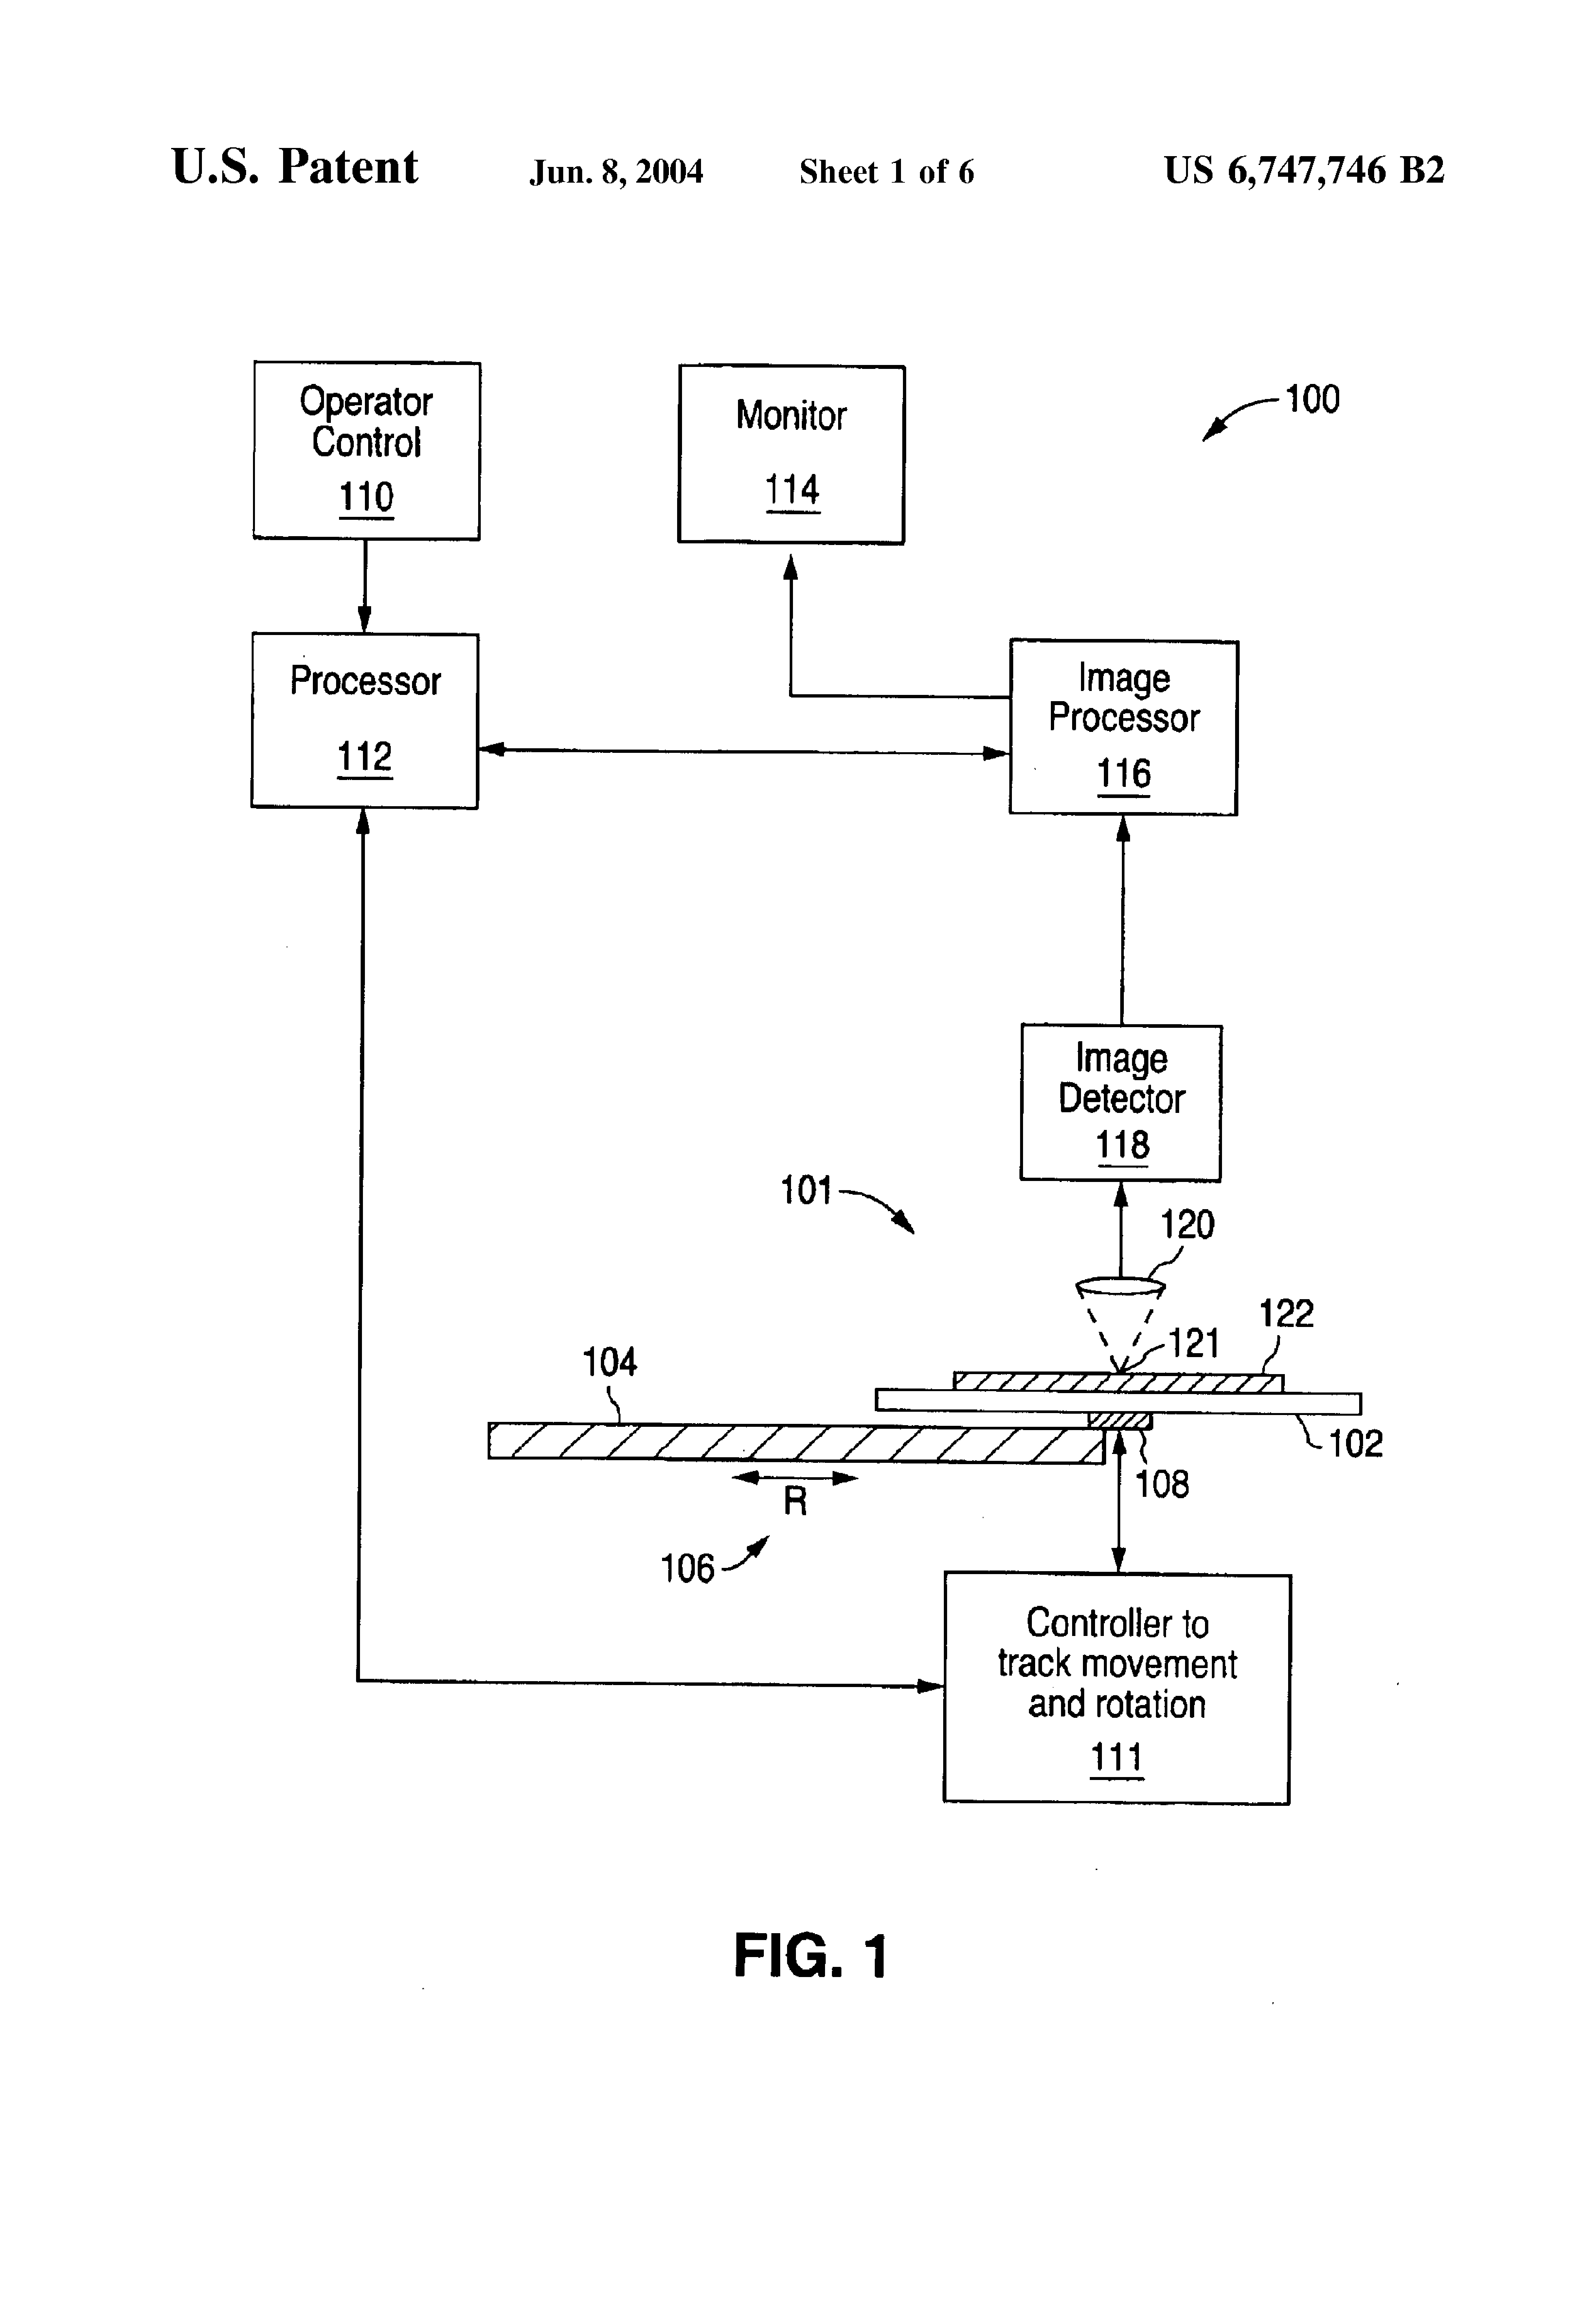 U.S. Patent Jun. 8, 2004 Sheet 1 of 6 US 6,747,746 B2
Operator
Control
110
Monitor
114
100
Processor
112
Image
Processor
116
Image
Detector
118
101
120
122
121
104
102
108
R
106
Controller to
track movement
and rotation
111
FIG. 1